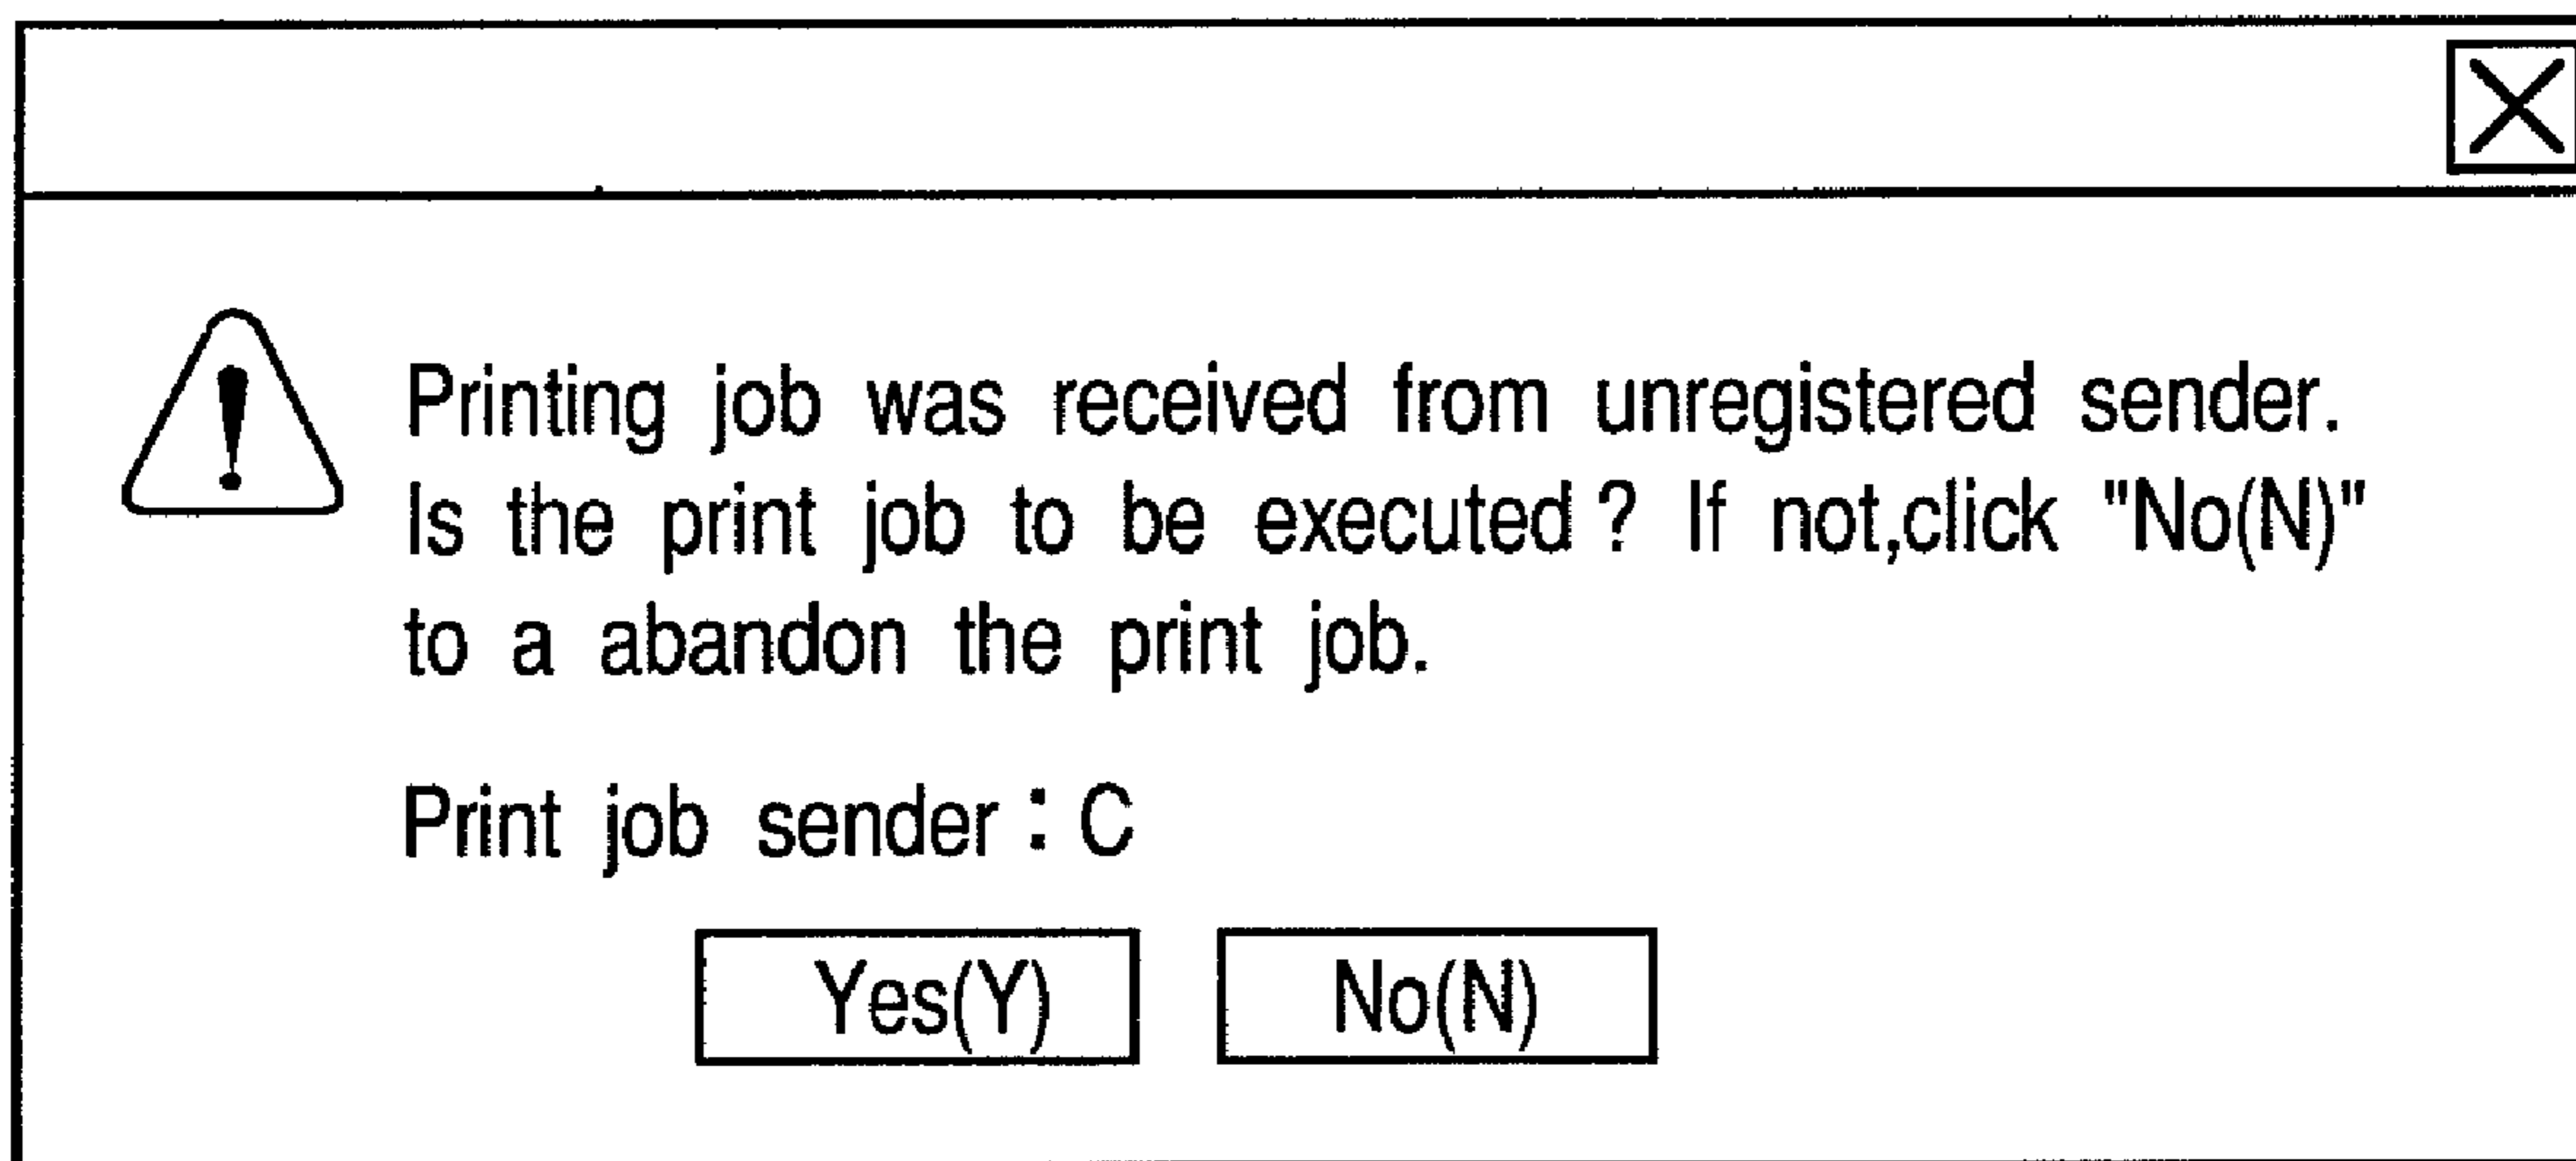 Printing job was received from unregistered sender.
Is the print job to be executed ? If not,click "No(N)"
to a abandon the print job.
Print job sender : C
Yes(Y) No(N)